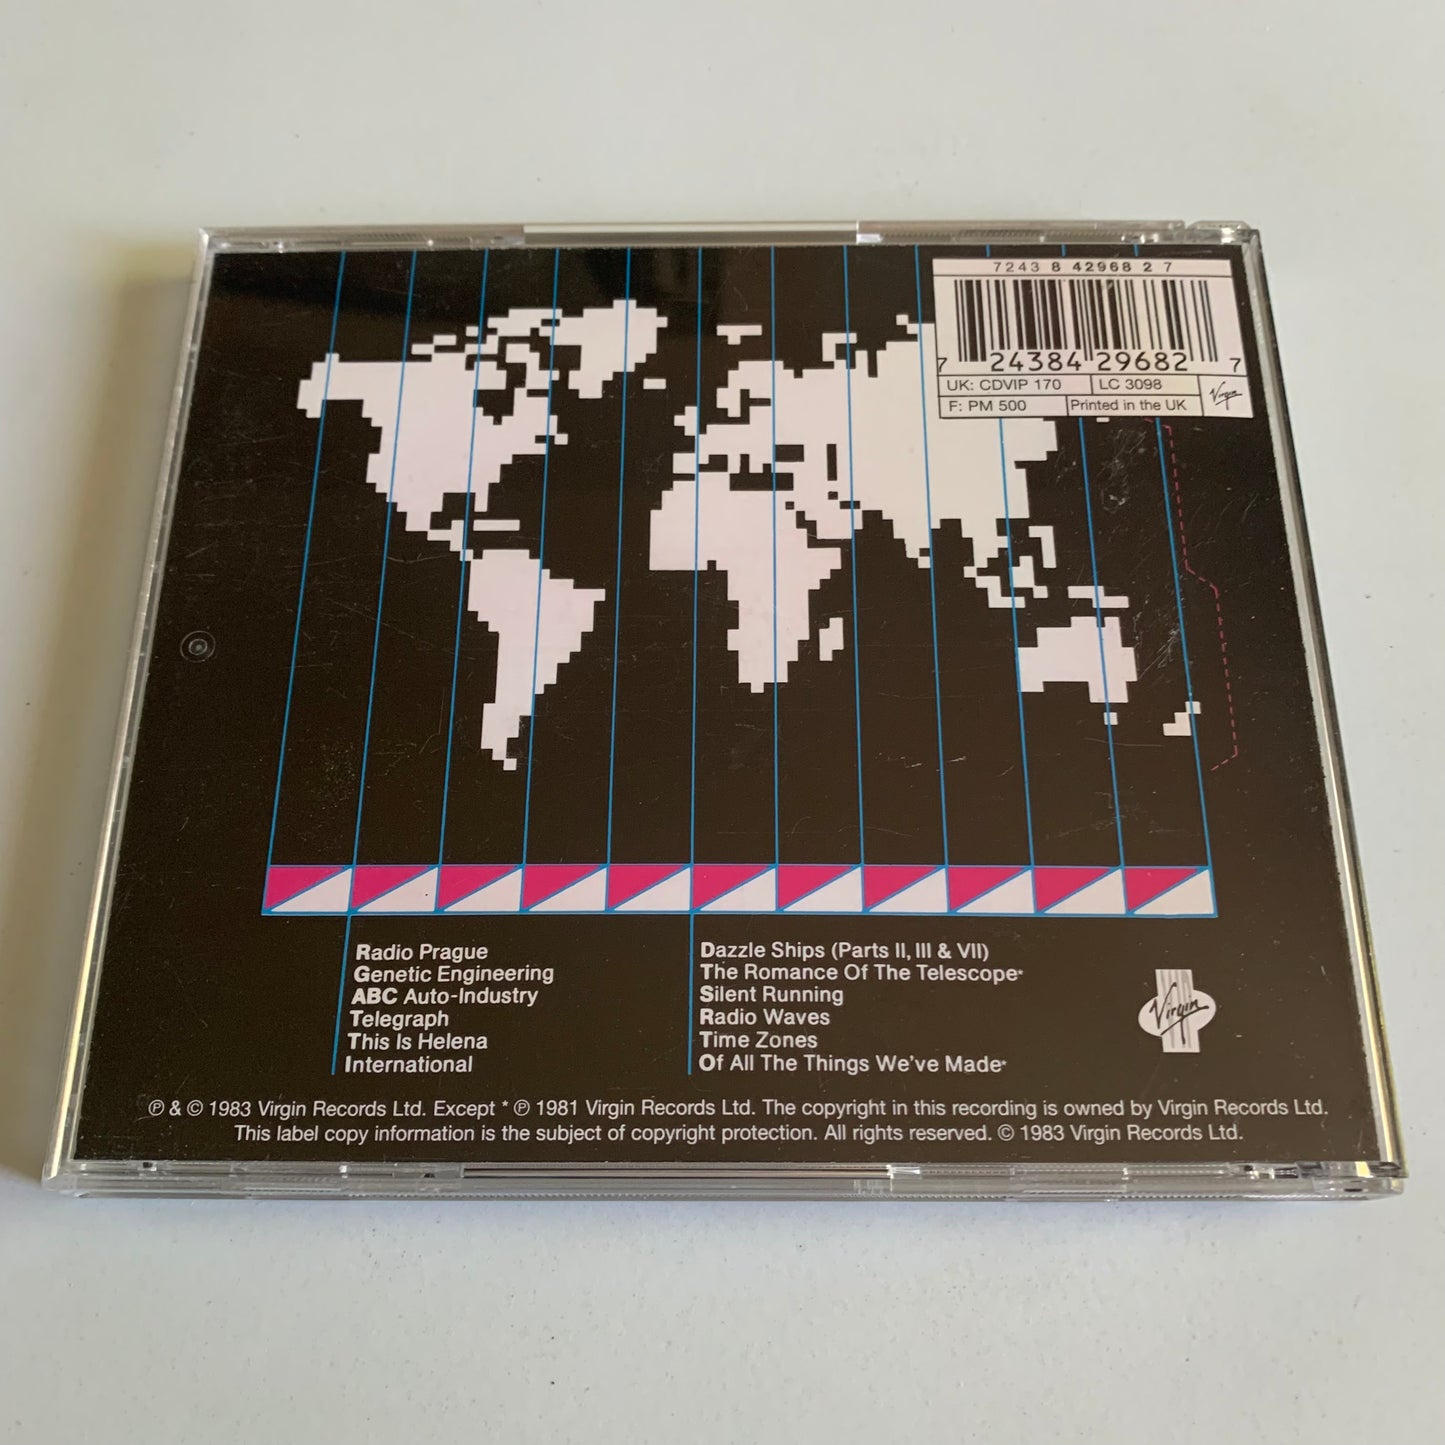 7243 8 42968 2 7
7 24384 29682 7
UK: CDVIP 170 LC 3098
F: PM 500 Printed in the UK Virgin
Radio Prague
Genetic Engineering
ABC Auto-Industry
Telegraph
This Is Helena
International
Dazzle Ships (Parts II, III & VII)
The Romance Of The Telescope*
Silent Running
Radio Waves
Time Zones
Of All The Things We've Made*
Virgin
℗ & © 1983 Virgin Records Ltd. Except * ℗ 1981 Virgin Records Ltd. The copyright in this recording is owned by Virgin Records Ltd.
This label copy information is the subject of copyright protection. All rights reserved. © 1983 Virgin Records Ltd.